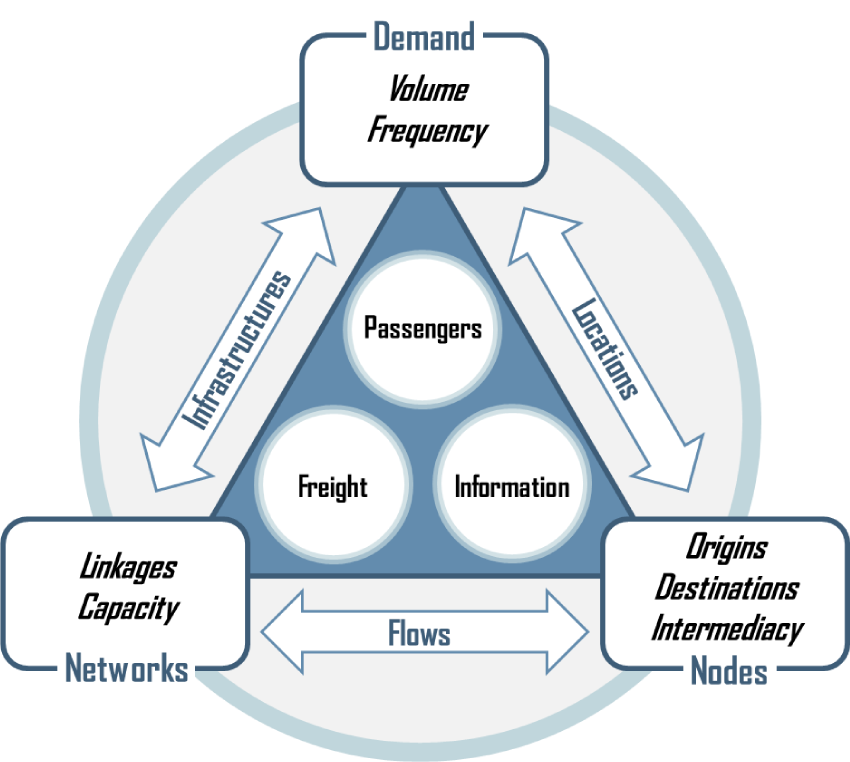 Demand
Volume
Frequency
Infrastructures
Locations
Passengers
Freight
Information
Linkages
Capacity
Networks
Flows
Origins
Destinations
Intermediacy
Nodes